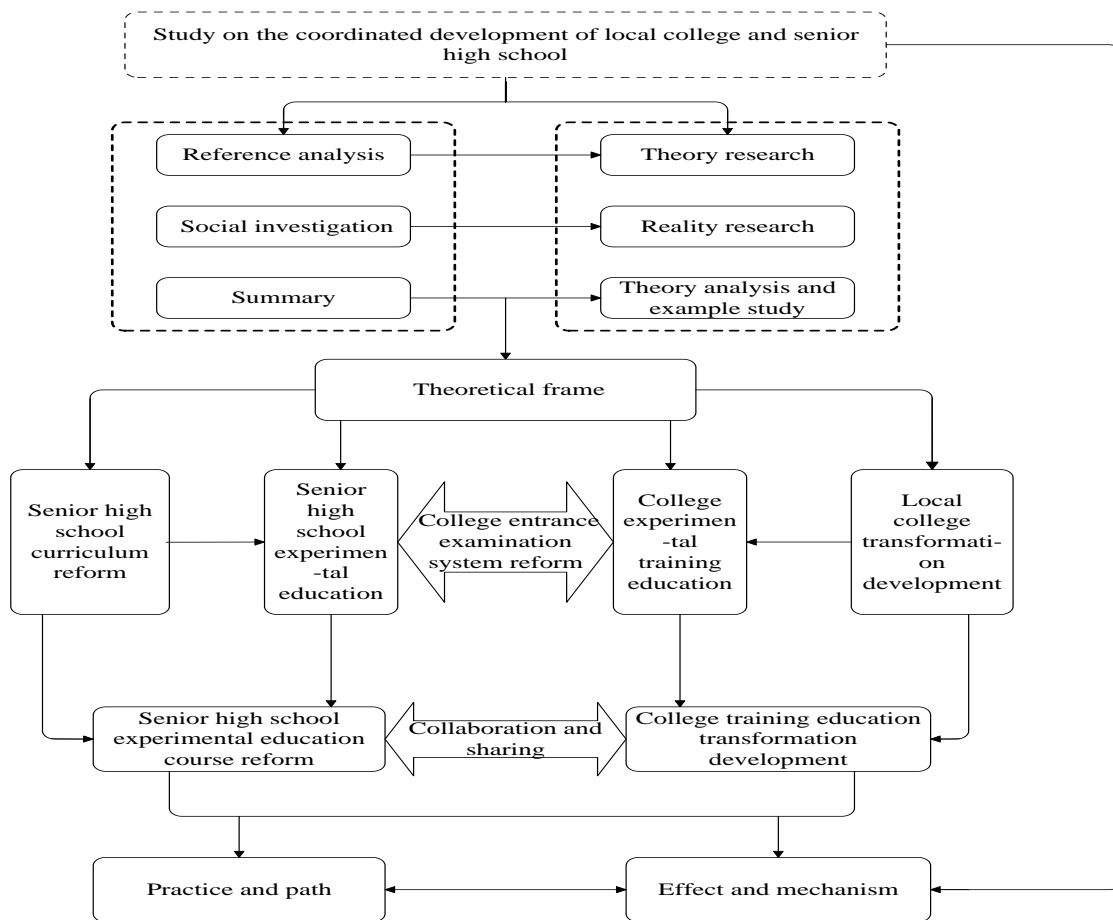 Study on the coordinated development of local college and senior
high school
Reference analysis
Theory research
Social investigation
Reality research
Summary
Theory analysis and
example study
Theoretical frame
Senior high
school
curriculum
reform
Senior
high
school
experimen
-tal
education
College entrance
examination
system reform
College
experimen
-tal
training
education
Local
college
transformati-
on
development
Senior high school
experimental education
course reform
Collaboration and
sharing
College training education
transformation
development
Practice and path
Effect and mechanism